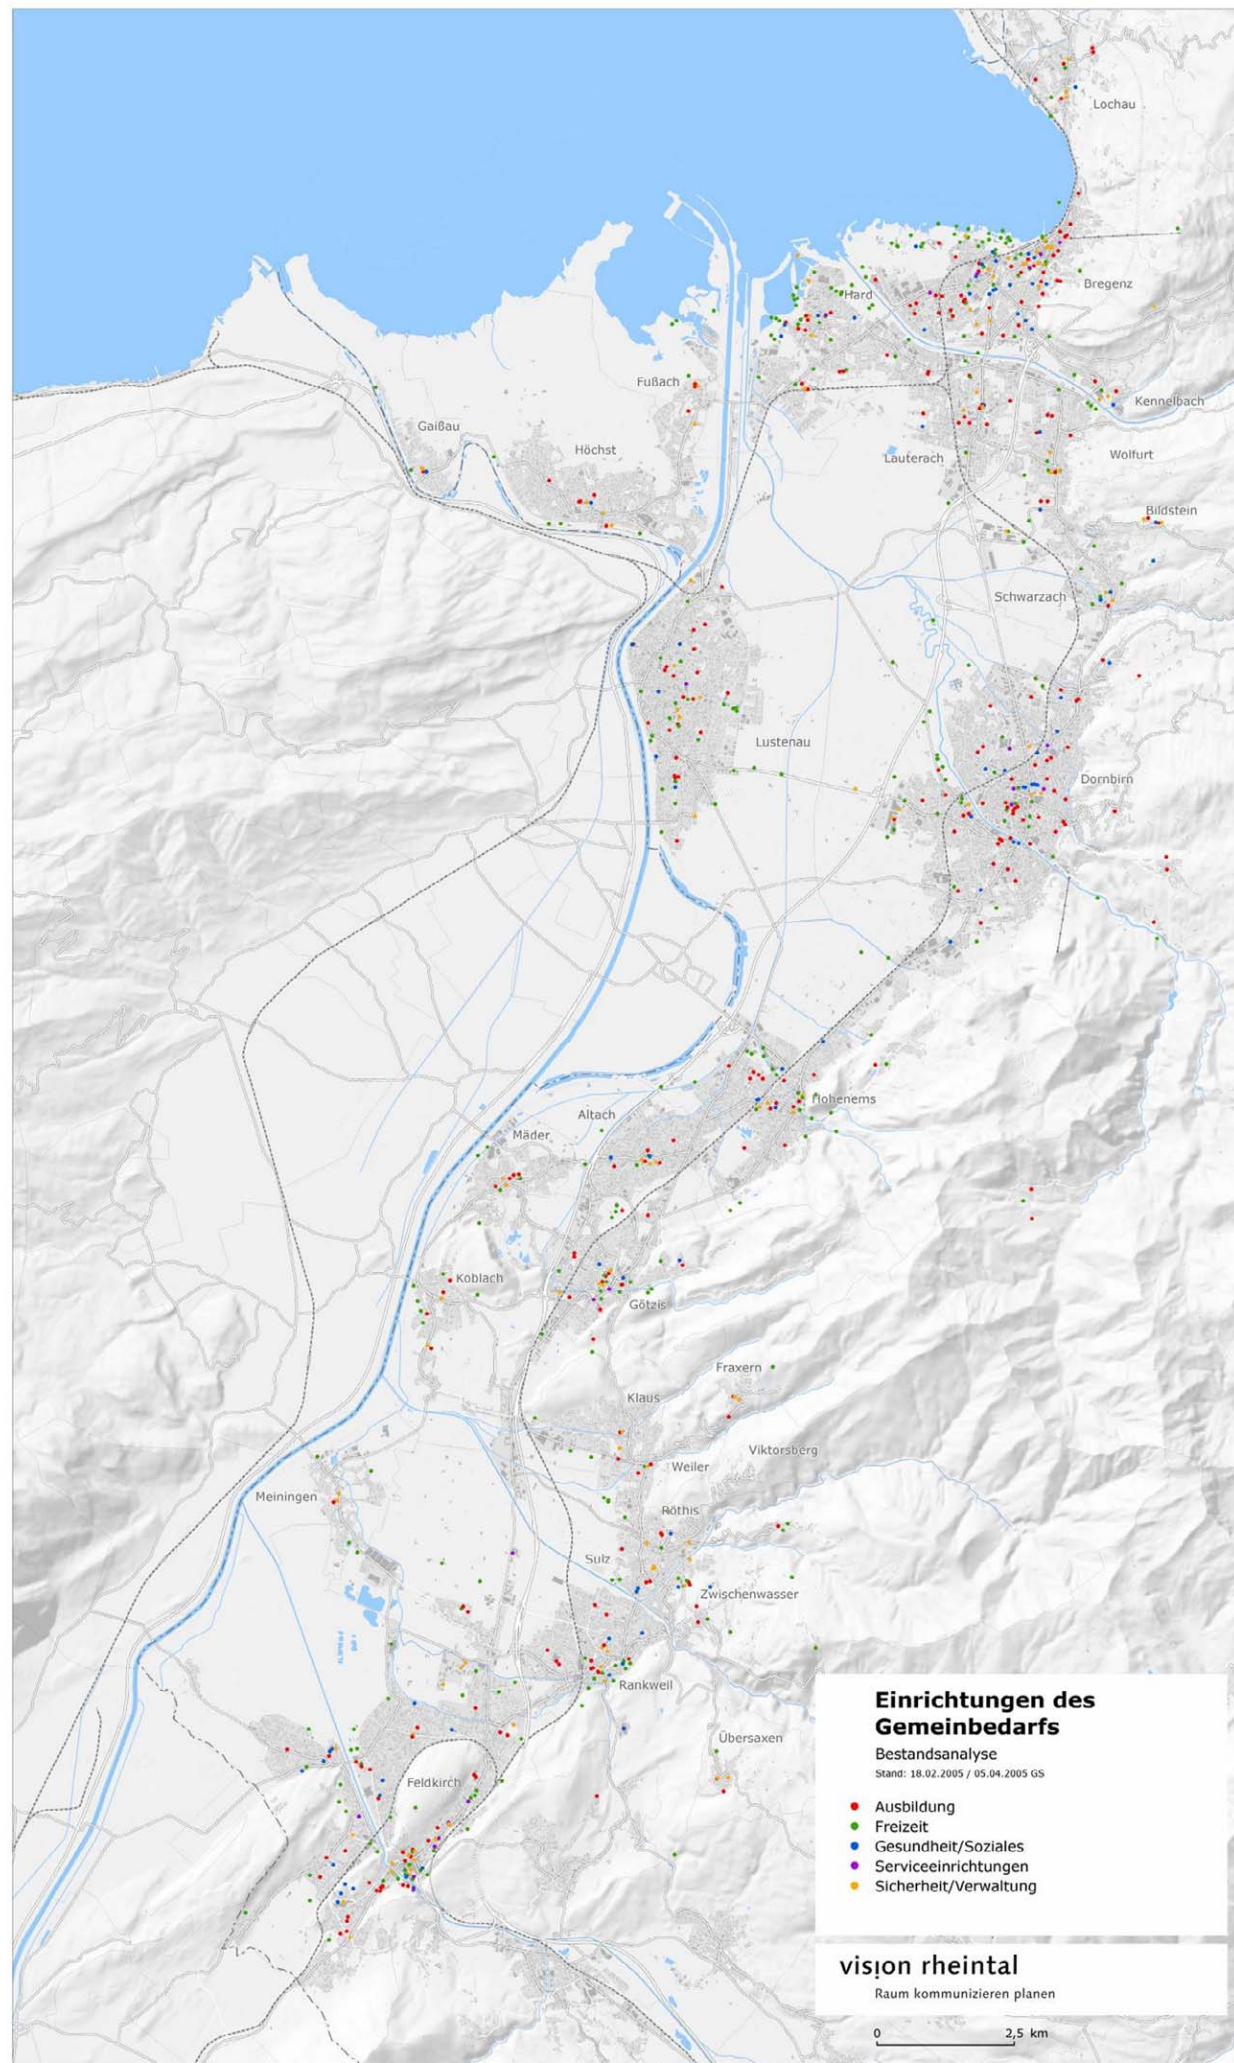 Lochau
Bregenz
Hard
Fußach
Kennelbach
Gaißau
Höchst
Lauterach
Wolfurt
Bildstein
Schwarzach
Lustenau
Dornbirn
Hohenems
Altach
Mäder
Koblach
Götzis
Fraxern
Klaus
Viktorsberg
Weiler
Meiningen
Röthis
Sulz
Zwischenwasser
Rankweil
Übersaxen
Feldkirch
Einrichtungen des
Gemeinbedarfs
Bestandsanalyse
Stand: 18.02.2005 / 05.04.2005 GS
Ausbildung
Freizeit
Gesundheit/Soziales
Serviceeinrichtungen
Sicherheit/Verwaltung
vision rheintal
Raum kommunizieren planen
0 2,5 km